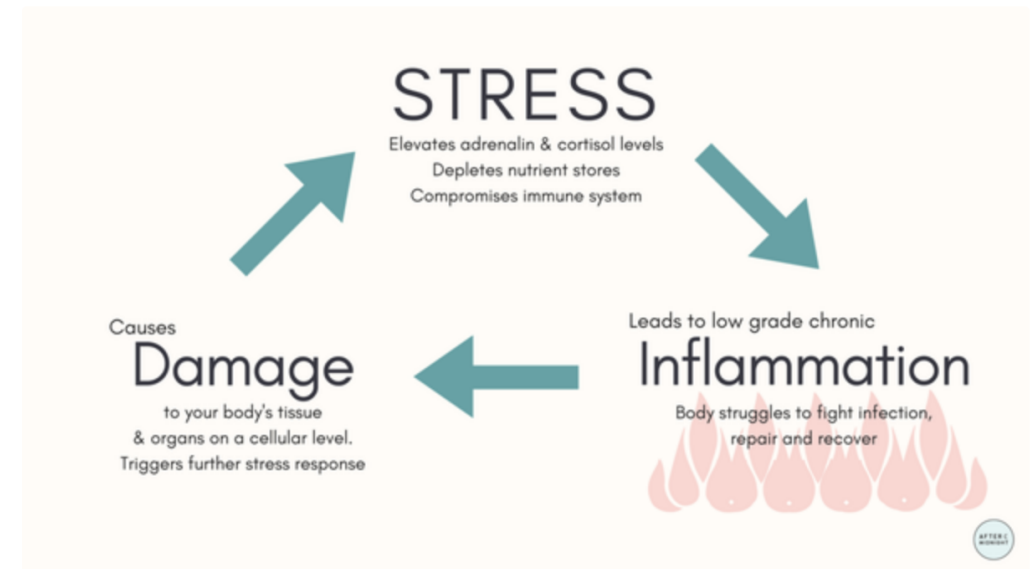 STRESS
Elevates adrenalin & cortisol levels
Depletes nutrient stores
Compromises immune system
Leads to low grade chronic
Inflammation
Body struggles to fight infection,
repair and recover
Causes
Damage
to your body's tissue
& organs on a cellular level.
Triggers further stress response
AFTER
MIDNIGHT